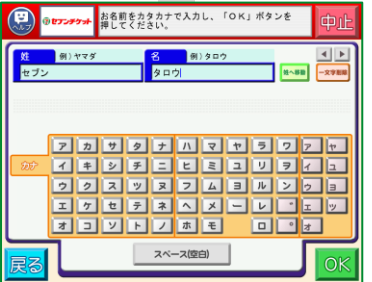 ヘルプ
セブンチケット
お名前をカタカナで入力し、「OK」ボタンを
押してください。
中止
姓 例）ヤマダ 名 例）タロウ
セブン タロウ 姓へ移動 一文字削除
ア カ サ タ ナ ハ マ ヤ ラ ワ ァ ャ
カナ イ キ シ チ ニ ヒ ミ ユ リ ヲ ィ ュ
ウ ク ス ツ ヌ フ ム ヨ ル ン ゥ ョ
エ ケ セ テ ネ ヘ メ ー レ ゛ ェ ッ
オ コ ソ ト ノ ホ モ ロ ゜ ォ
戻る スペース(空白) OK